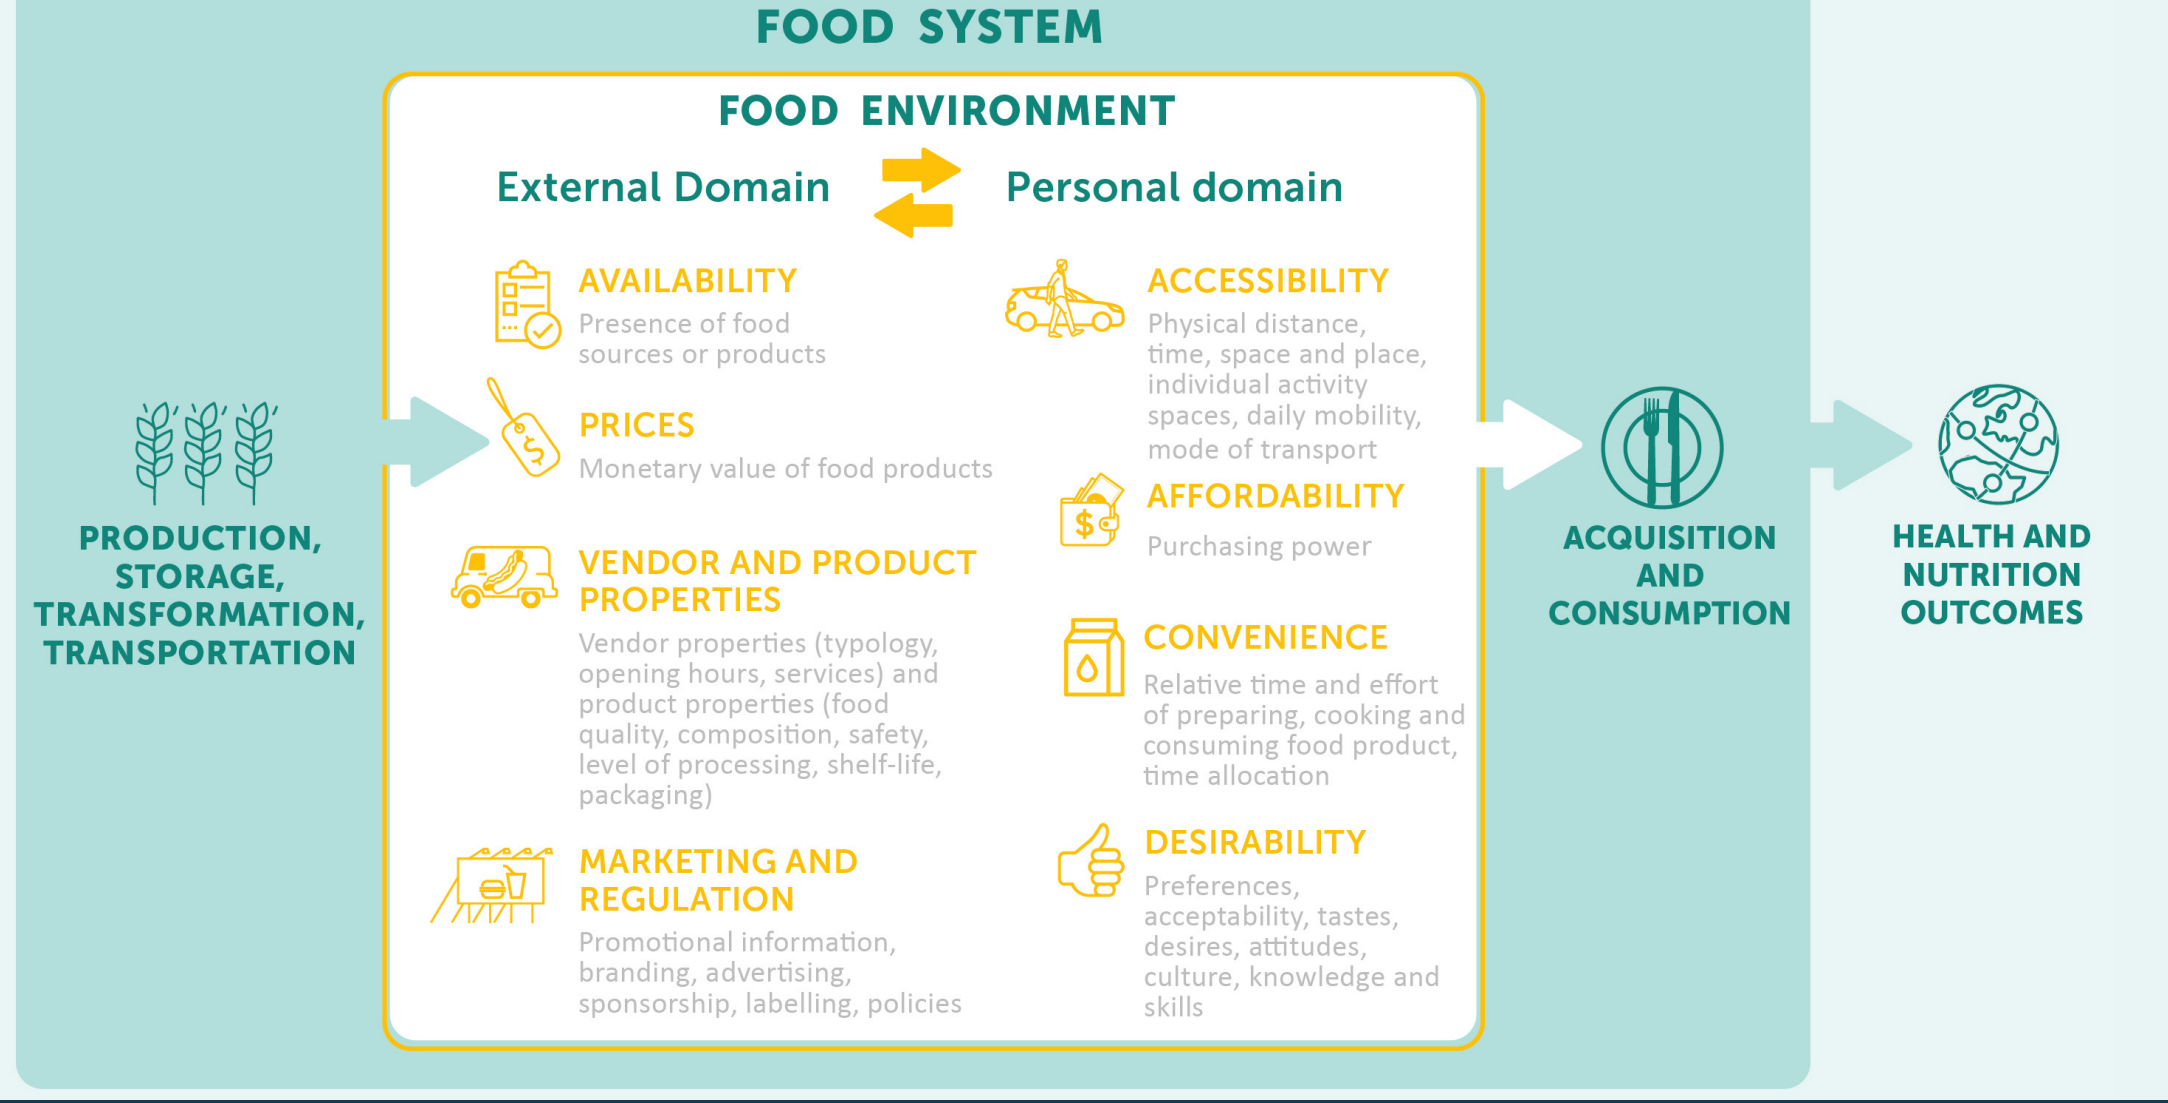 FOOD SYSTEM
FOOD ENVIRONMENT
External Domain
Personal domain
AVAILABILITY
Presence of food
sources or products
PRICES
Monetary value of food products
VENDOR AND PRODUCT
PROPERTIES
Vendor properties (typology,
opening hours, services) and
product properties (food
quality, composition, safety,
level of processing, shelf-life,
packaging)
MARKETING AND
REGULATION
Promotional information,
branding, advertising,
sponsorship, labelling, policies
ACCESSIBILITY
Physical distance,
time, space and place,
individual activity
spaces, daily mobility,
mode of transport
$
AFFORDABILITY
Purchasing power
CONVENIENCE
Relative time and effort
of preparing, cooking and
consuming food product,
time allocation
DESIRABILITY
Preferences,
acceptability, tastes,
desires, attitudes,
culture, knowledge and
skills
$
PRODUCTION,
STORAGE,
TRANSFORMATION,
TRANSPORTATION
ACQUISITION
AND
CONSUMPTION
HEALTH AND
NUTRITION
OUTCOMES